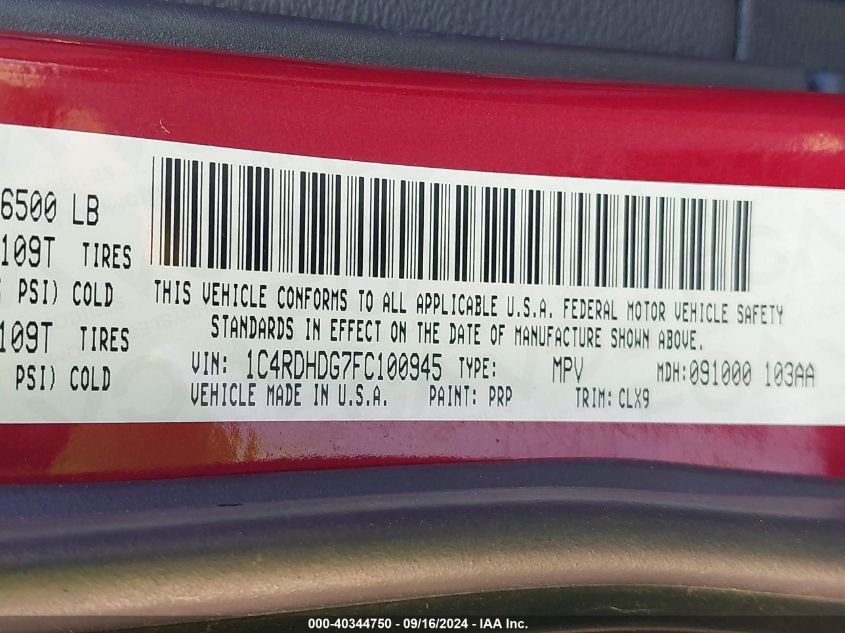 6500 LB
109T TIRES
PSI) COLD
109T TIRES
PSI) COLD
THIS VEHICLE CONFORMS TO ALL APPLICABLE U.S.A. FEDERAL MOTOR VEHICLE SAFETY
STANDARDS IN EFFECT ON THE DATE OF MANUFACTURE SHOWN ABOVE.
VIN: 1C4RDHDG7FC100945 TYPE: MPV MDH:091000 103AA
VEHICLE MADE IN U.S.A. PAINT: PRP TRIM: CLX9
000-40344750 - 09/16/2024 - IAA Inc.